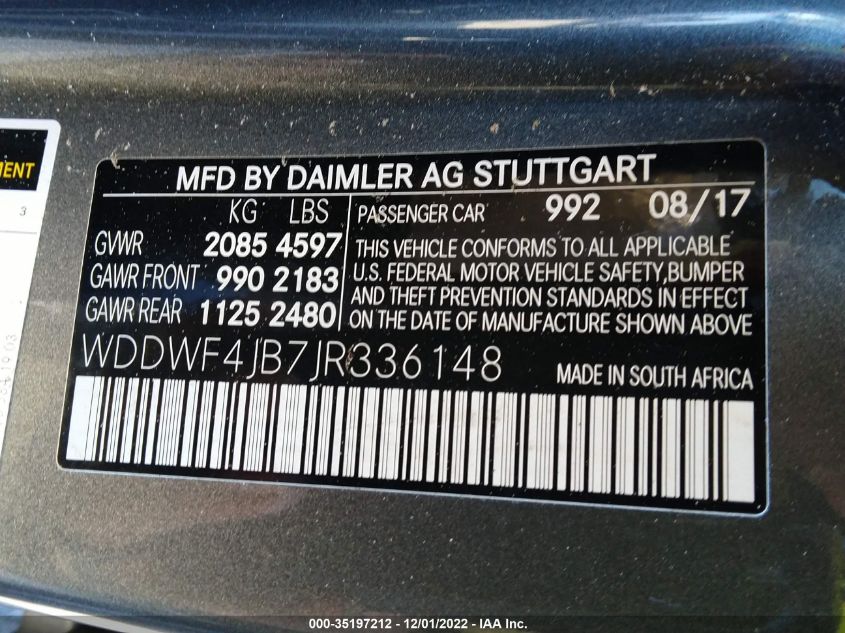 MENT
3
MFD BY DAIMLER AG STUTTGART
KG LBS
GVWR 2085 4597
GAWR FRONT 990 2183
GAWR REAR 1125 2480
PASSENGER CAR 992 08/17
THIS VEHICLE CONFORMS TO ALL APPLICABLE
U.S. FEDERAL MOTOR VEHICLE SAFETY,BUMPER
AND THEFT PREVENTION STANDARDS IN EFFECT
ON THE DATE OF MANUFACTURE SHOWN ABOVE
WDDWF4JB7JR336148
MADE IN SOUTH AFRICA
000-35197212 - 12/01/2022 - IAA Inc.